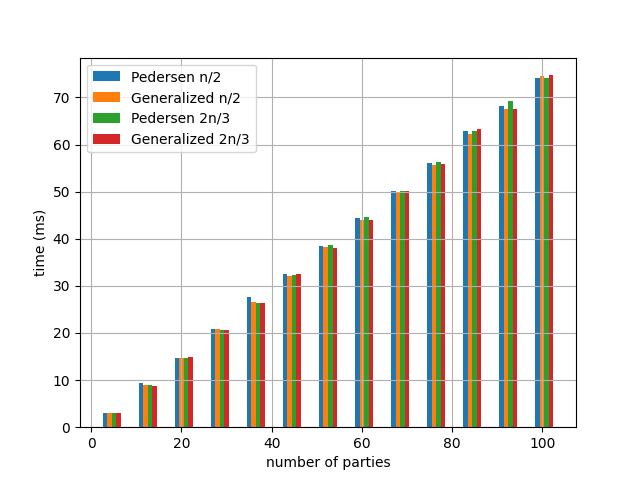 Pedersen n/2
Generalized n/2
Pedersen 2n/3
Generalized 2n/3
70
60
50
40
30
20
10
0
time (ms)
0 20 40 60 80 100
number of parties